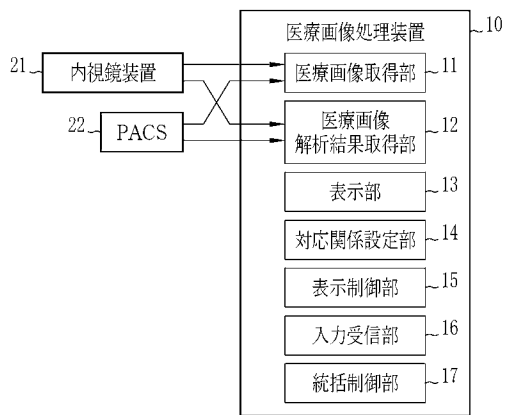 医療画像処理装置
10
21
内視鏡装置
医療画像取得部
11
22
PACS
医療画像
解析結果取得部
12
表示部
13
対応関係設定部
14
表示制御部
15
入力受信部
16
統括制御部
17